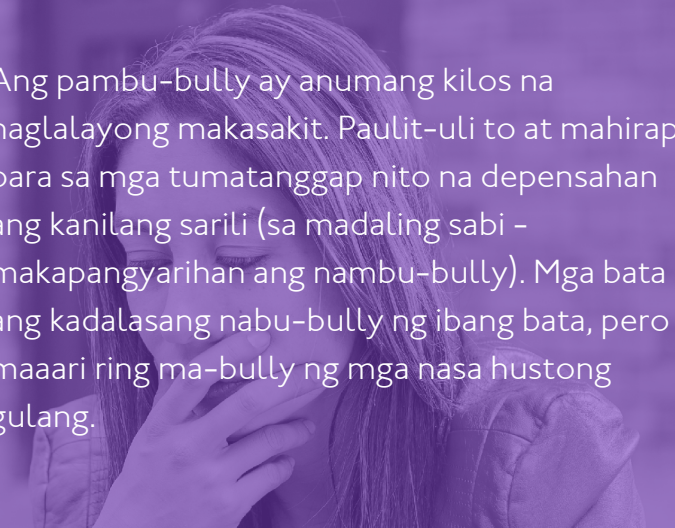 Ang pambu-bully ay anumang kilos na
naglalayong makasakit. Paulit-uli to at mahirap
para sa mga tumatanggap nito na depensahan
ang kanilang sarili (sa madaling sabi -
makapangyarihan ang nambu-bully). Mga bata
ang kadalasang nabu-bully ng ibang bata, pero
maaari ring ma-bully ng mga nasa hustong
gulang.